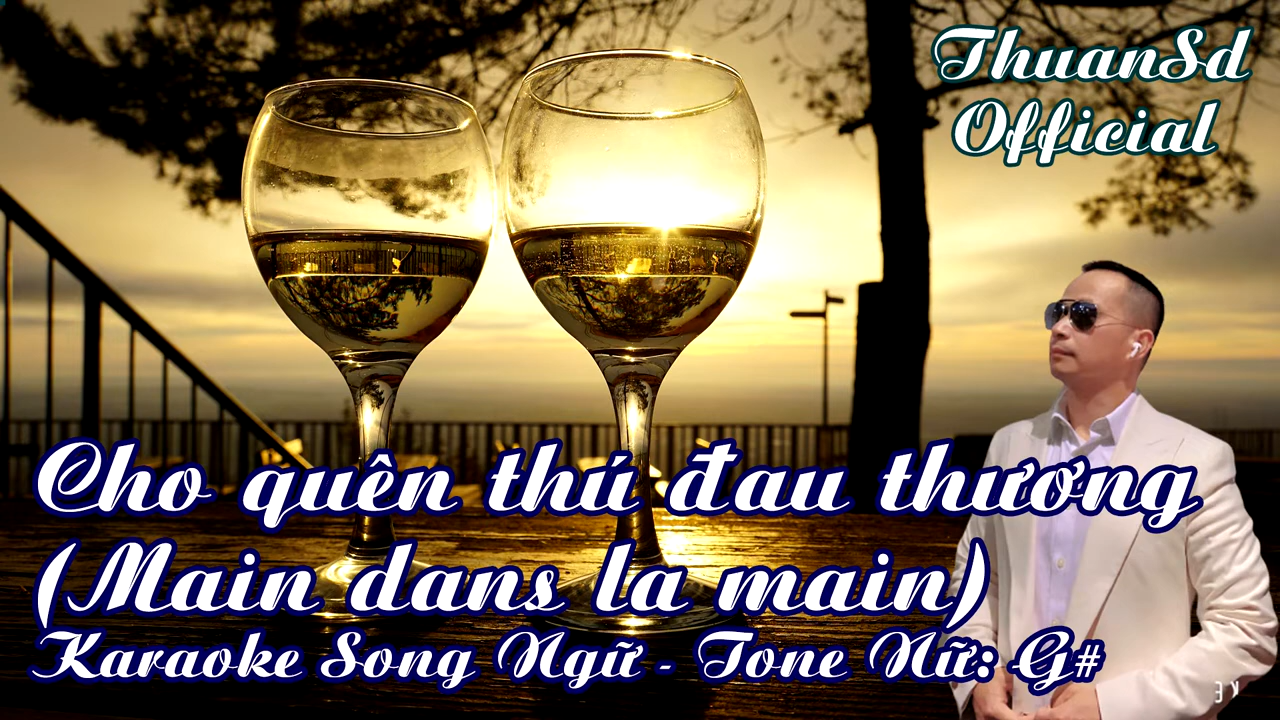 ThuanSd
Official
Cho quên thú đau thương
(Main dans la main)
Karaoke Song Ngữ - Tone Nữ: G#